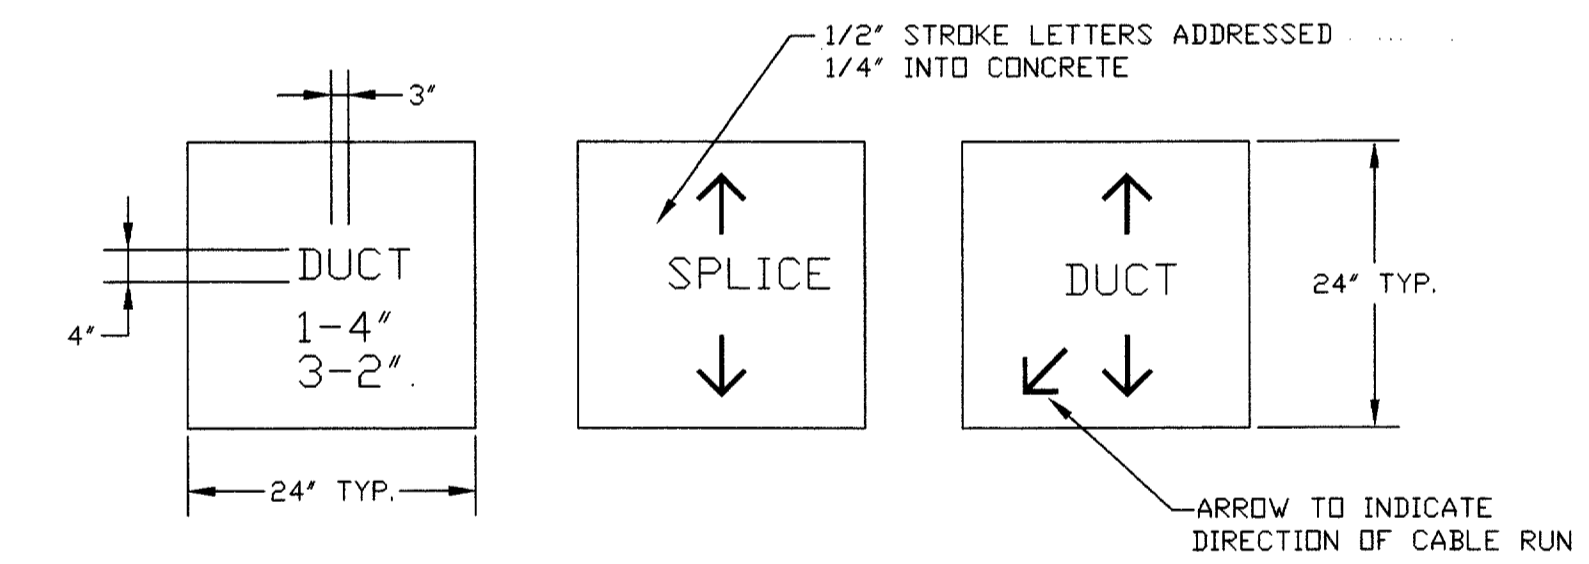 1/2" STROKE LETTERS ADDRESSED
1/4" INTO CONCRETE
3"
4"
DUCT
1-4"
3-2".
24" TYP.
SPLICE
DUCT
24" TYP.
ARROW TO INDICATE
DIRECTION OF CABLE RUN